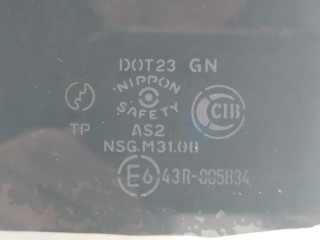 DOT23 GN
NIPPON
SAFETY
CIB
TP
AS2
NSG.M31.08
E6 43R-005834